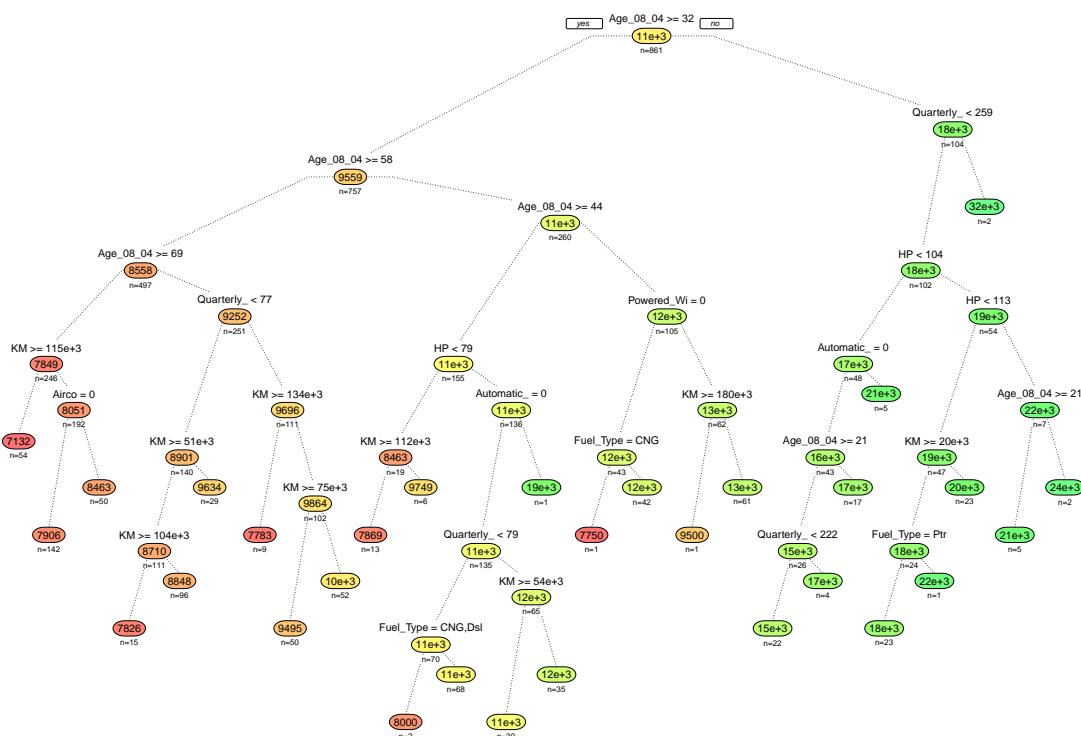 Age_08_04 >= 32
yes
no
11e+3
n=861
Quarterly_ < 259
18e+3
n=104
Age_08_04 >= 58
9559
n=757
32e+3
n=2
Age_08_04 >= 44
11e+3
n=260
Age_08_04 >= 69
8558
n=497
HP < 104
18e+3
n=102
Quarterly_ < 77
9252
n=251
Powered_Wi = 0
12e+3
n=105
HP < 113
19e+3
n=54
KM >= 115e+3
7849
n=246
HP < 79
11e+3
n=155
Automatic_ = 0
17e+3
n=48
Airco = 0
8051
n=192
KM >= 134e+3
9696
n=111
Automatic_ = 0
11e+3
n=136
KM >= 180e+3
13e+3
n=62
21e+3
n=5
Age_08_04 >= 21
22e+3
n=7
7132
n=54
KM >= 51e+3
8901
n=140
KM >= 112e+3
8463
n=19
Fuel_Type = CNG
12e+3
n=43
Age_08_04 >= 21
16e+3
n=43
KM >= 20e+3
19e+3
n=47
8463
n=50
9634
n=29
KM >= 75e+3
9864
n=102
9749
n=6
19e+3
n=1
12e+3
n=42
13e+3
n=61
17e+3
n=17
20e+3
n=23
24e+3
n=2
7906
n=142
KM >= 104e+3
8710
n=111
7783
n=9
7869
n=13
Quarterly_ < 79
11e+3
n=135
7750
n=1
9500
n=1
Quarterly_ < 222
15e+3
n=26
Fuel_Type = Ptr
18e+3
n=24
21e+3
n=5
8848
n=96
10e+3
n=52
KM >= 54e+3
12e+3
n=65
17e+3
n=4
22e+3
n=1
7826
n=15
9495
n=50
Fuel_Type = CNG,Dsl
11e+3
n=70
15e+3
n=22
18e+3
n=23
11e+3
n=68
12e+3
n=35
8000
11e+3